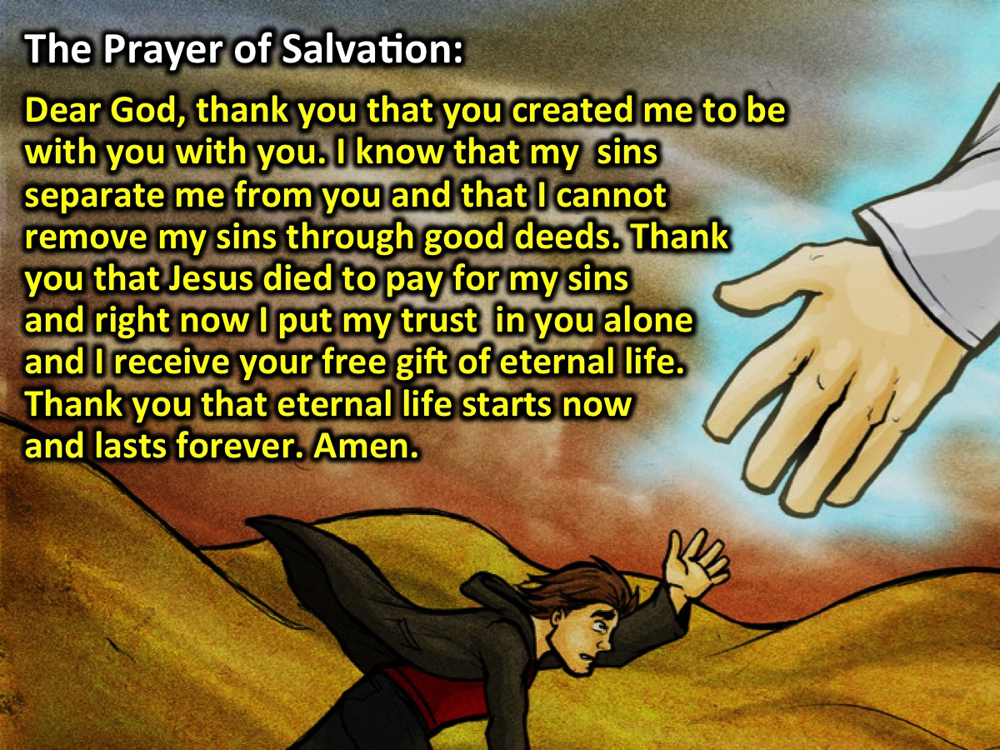 The Prayer of Salvation:
Dear God, thank you that you created me to be
with you with you. I know that my  sins
separate me from you and that I cannot
remove my sins through good deeds. Thank
you that Jesus died to pay for my sins
and right now I put my trust  in you alone
and I receive your free gift of eternal life.
Thank you that eternal life starts now
and lasts forever. Amen.